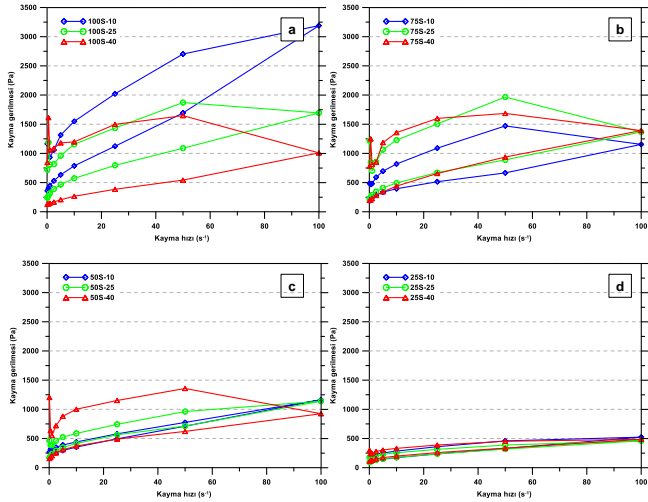 3500
3000
2500
2000
1500
1000
500
0
Kayma gerilmesi (Pa)
100S-10
100S-25
100S-40
a
0 20 40 60 80 100
Kayma hızı (s⁻¹)
3500
3000
2500
2000
1500
1000
500
0
Kayma gerilmesi (Pa)
75S-10
75S-25
75S-40
b
0 20 40 60 80 100
Kayma hızı (s⁻¹)
3500
3000
2500
2000
1500
1000
500
0
Kayma gerilmesi (Pa)
50S-10
50S-25
50S-40
c
0 20 40 60 80 100
Kayma hızı (s⁻¹)
3500
3000
2500
2000
1500
1000
500
0
Kayma gerilmesi (Pa)
25S-10
25S-25
25S-40
d
0 20 40 60 80 100
Kayma hızı (s⁻¹)